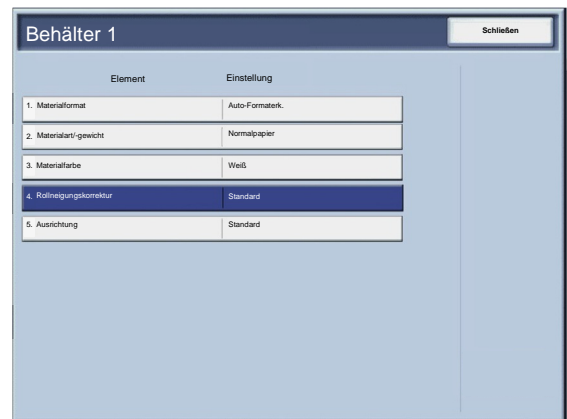 Behälter 1
Schließen
Element Einstellung
1. Materialformat Auto-Formaterk.
2. Materialart/-gewicht Normalpapier
3. Materialfarbe Weiß
4. Rollneigungskorrektur Standard
5. Ausrichtung Standard